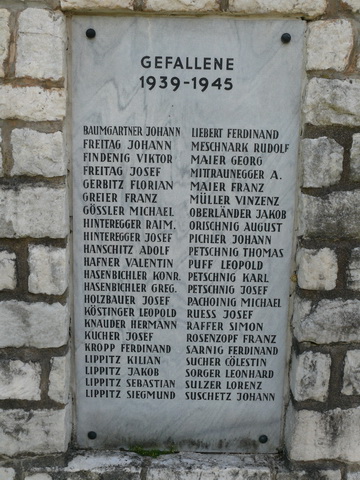 GEFALLENE
1939-1945
BAUMGARTNER JOHANN
FREITAG JOHANN
FINDENIG VIKTOR
FREITAG JOSEF
GERBITZ FLORIAN
GREIER FRANZ
GÖSSLER MICHAEL
HINTEREGGER RAIM.
HINTEREGGER JOSEF
HANSCHITZ ADOLF
HAFNER VALENTIN
HASENBICHLER KONR.
HASENBICHLER GREG.
HOLZBAUER JOSEF
KÖSTINGER LEOPOLD
KNAUDER HERMANN
KUCHER JOSEF
KROPP FERDINAND
LIPPITZ KILIAN
LIPPITZ JAKOB
LIPPITZ SEBASTIAN
LIPPITZ SIEGMUND
LIEBERT FERDINAND
MESCHNARK RUDOLF
MAIER GEORG
MITTRAUNEGGER A.
MAIER FRANZ
MÜLLER VINZENZ
OBERLÄNDER JAKOB
ORISCHNIG AUGUST
PICHLER JOHANN
PETSCHNIG THOMAS
PUFF LEOPOLD
PETSCHNIG KARL
PETSCHNIG JOSEF
PACHOINIG MICHAEL
RUESS JOSEF
RAFFER SIMON
ROSENZOPF FRANZ
SARNIG FERDINAND
SUCHER CÖLESTIN
SORGER LEONHARD
SULZER LORENZ
SUSCHETZ JOHANN